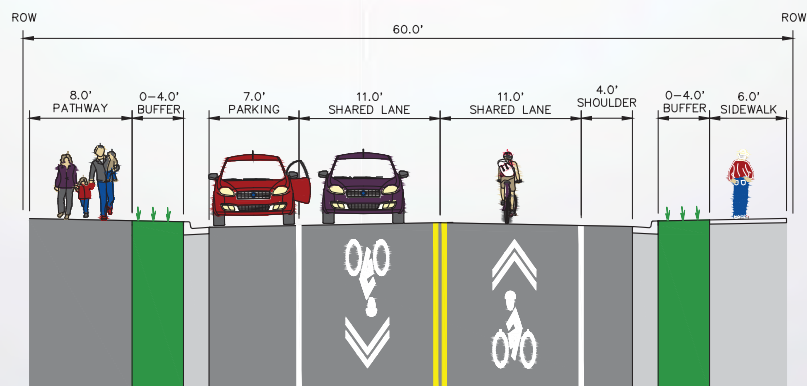 ROW
ROW
60.0'
8.0'
PATHWAY
0-4.0'
BUFFER
7.0'
PARKING
11.0'
SHARED LANE
11.0'
SHARED LANE
4.0'
SHOULDER
0-4.0'
BUFFER
6.0'
SIDEWALK